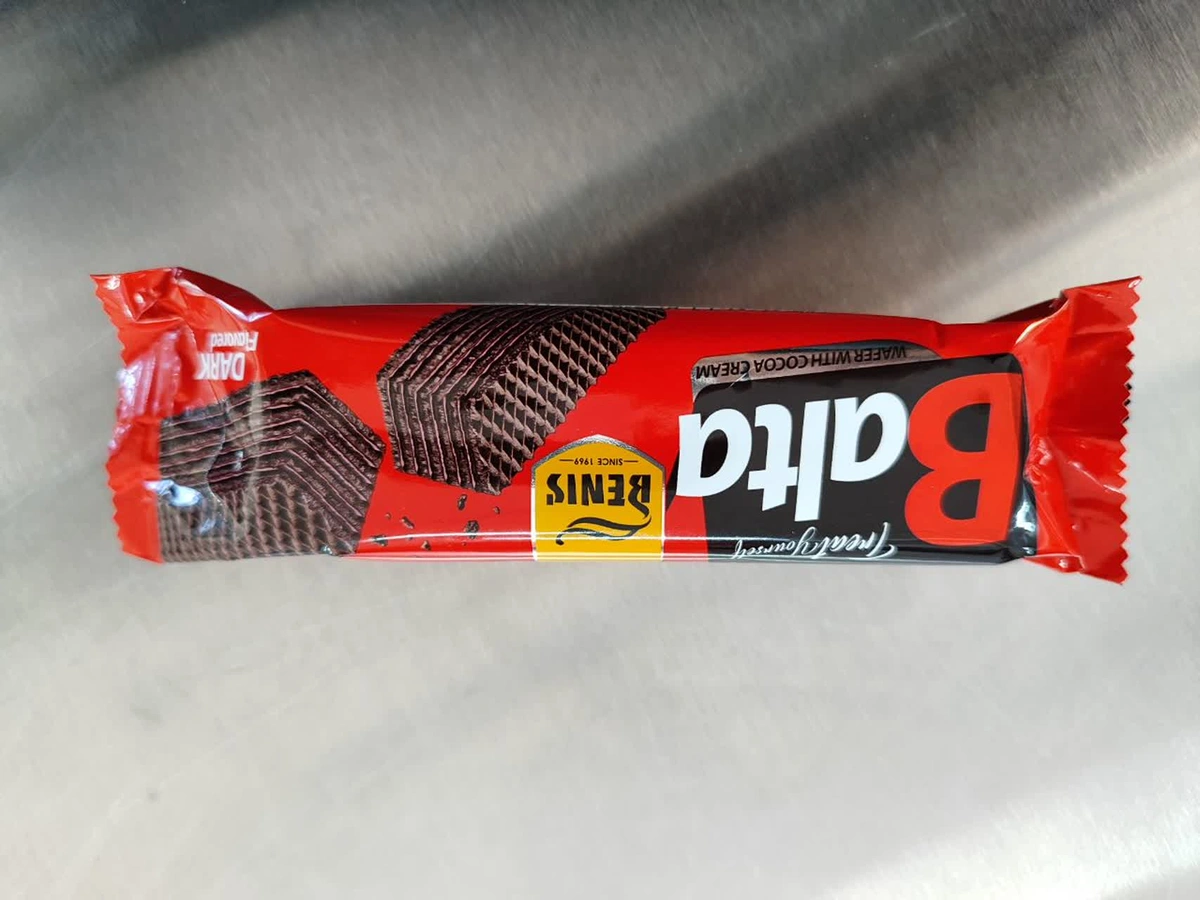 Treat yourself
Balta
WAFER WITH COCOA CREAM
BENIS
SINCE 1969
DARK
Flavored